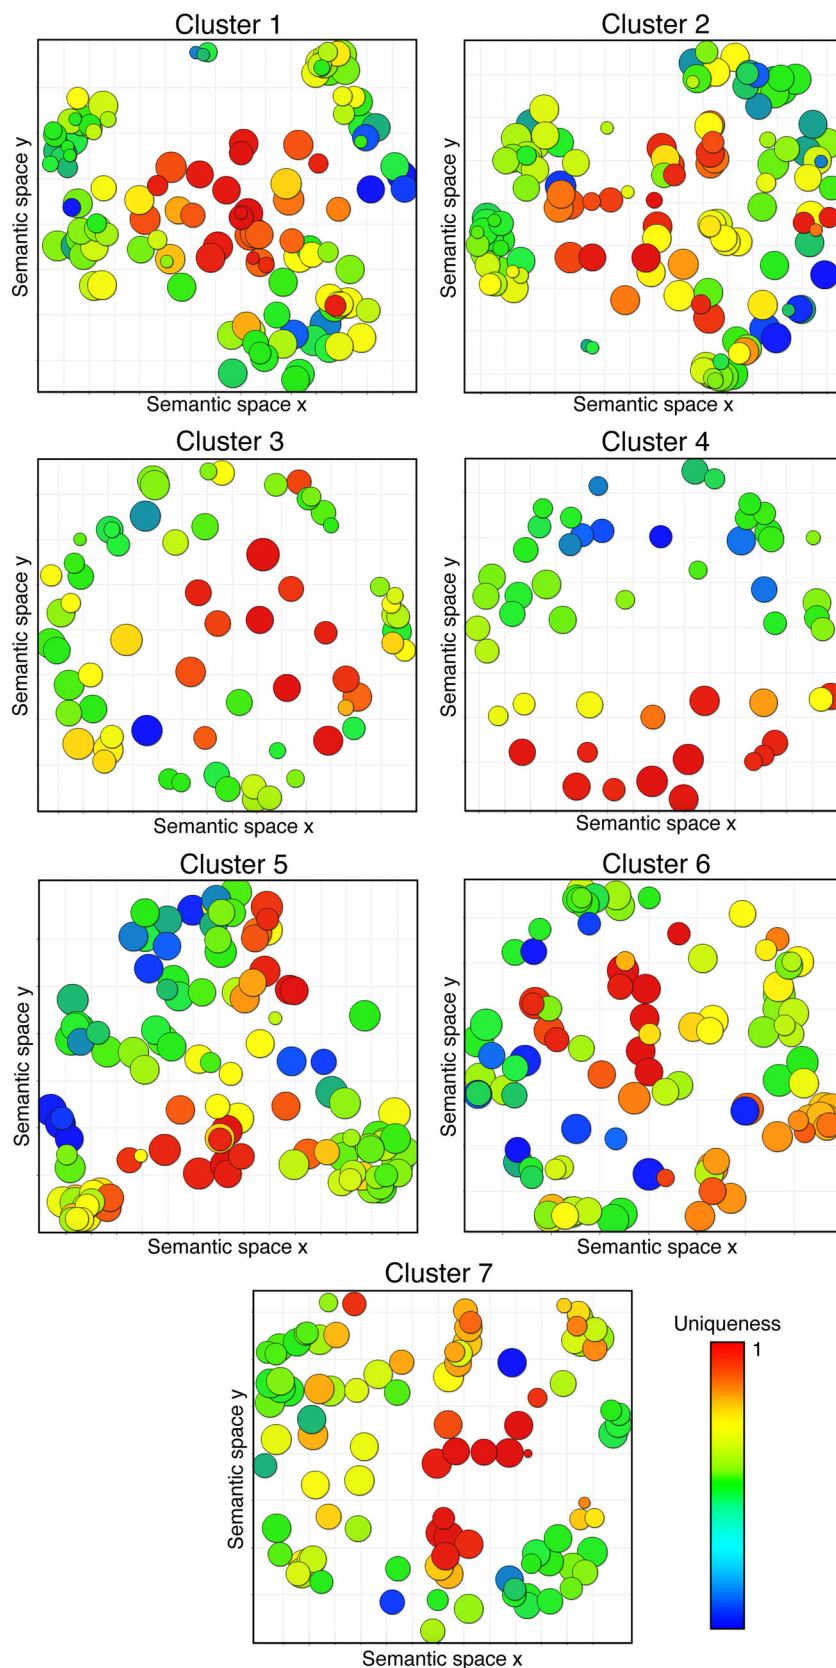 Cluster 1
Cluster 2
Semantic space y
Semantic space x
Semantic space y
Semantic space x
Cluster 3
Cluster 4
Semantic space y
Semantic space x
Semantic space y
Semantic space x
Cluster 5
Cluster 6
Semantic space y
Semantic space x
Semantic space y
Semantic space x
Cluster 7
Semantic space y
Semantic space x
Uniqueness
1